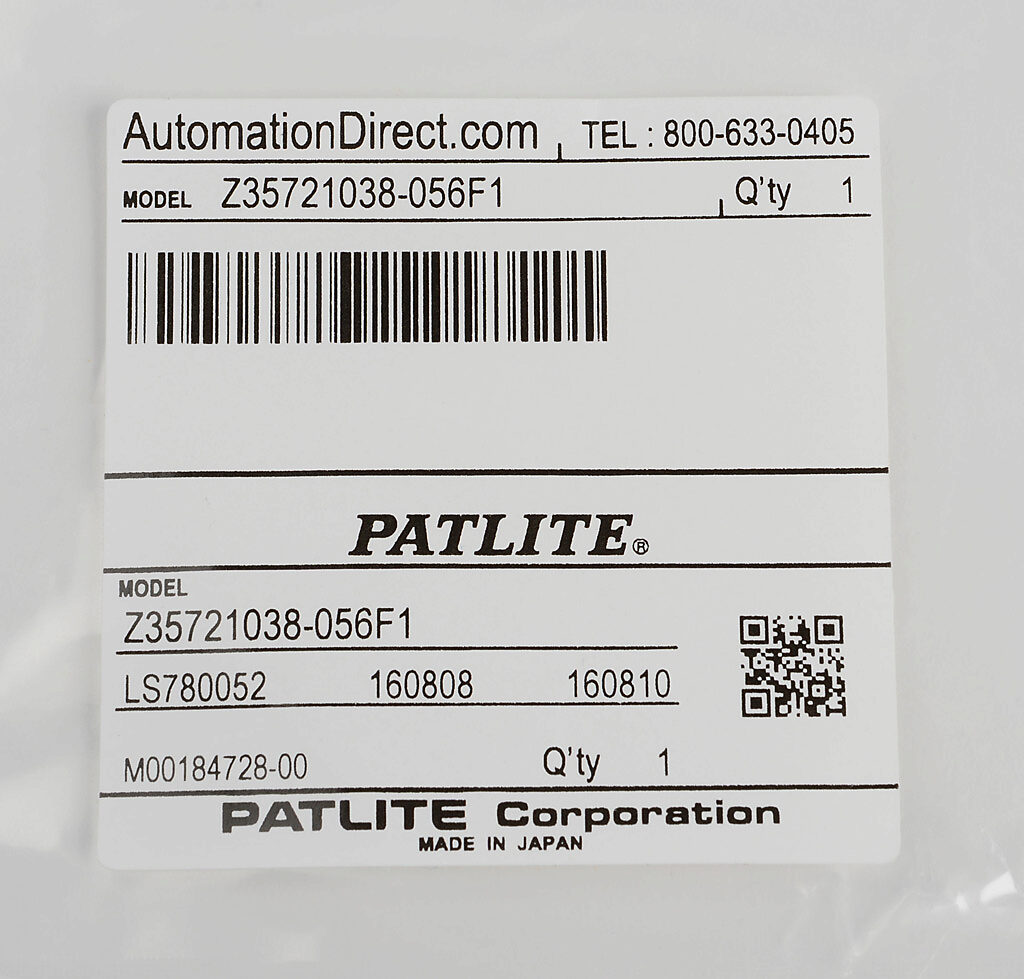 AutomationDirect.com TEL : 800-633-0405
MODEL Z35721038-056F1 Q'ty 1
PATLITE®
MODEL
Z35721038-056F1
LS780052 160808 160810
M00184728-00 Q'ty 1
PATLITE Corporation
MADE IN JAPAN